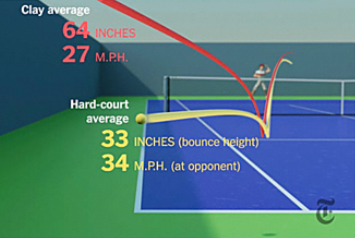 Clay average
64 INCHES
27 M.P.H.
Hard-court
average
33 INCHES (bounce height)
34 M.P.H. (at opponent)
T